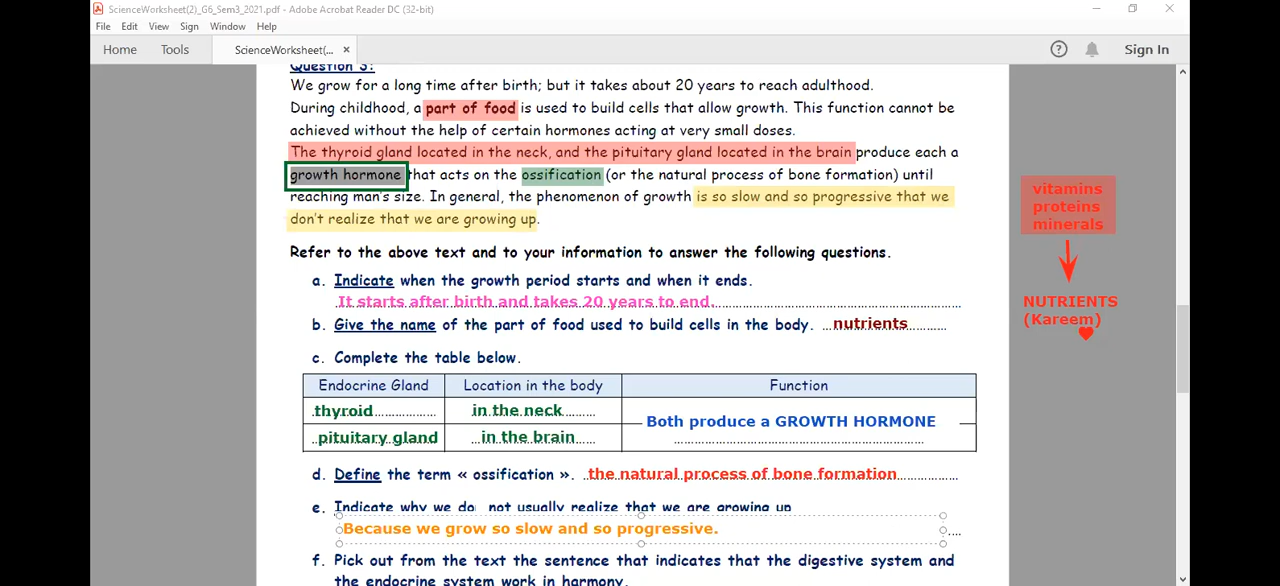 ScienceWorksheet(2)_G6_Sem3_2021.pdf - Adobe Acrobat Reader DC (32-bit)
File Edit View Sign Window Help
Home Tools ScienceWorksheet(... × ? Sign In
Question 3:
We grow for a long time after birth; but it takes about 20 years to reach adulthood.
During childhood, a part of food is used to build cells that allow growth. This function cannot be
achieved without the help of certain hormones acting at very small doses.
The thyroid gland located in the neck, and the pituitary gland located in the brain produce each a
growth hormone that acts on the ossification (or the natural process of bone formation) until
reaching man's size. In general, the phenomenon of growth is so slow and so progressive that we
don't realize that we are growing up.
vitamins
proteins
minerals
NUTRIENTS
(Kareem)
Refer to the above text and to your information to answer the following questions.
a. Indicate when the growth period starts and when it ends.
It starts after birth and takes 20 years to end.
b. Give the name of the part of food used to build cells in the body. nutrients
c. Complete the table below.
Endocrine Gland Location in the body Function
thyroid in the neck
Both produce a GROWTH HORMONE
pituitary gland in the brain
d. Define the term « ossification ». the natural process of bone formation
e. Indicate why we do not usually realize that we are growing up
Because we grow so slow and so progressive.
f. Pick out from the text the sentence that indicates that the digestive system and
the endocrine system work in harmony.